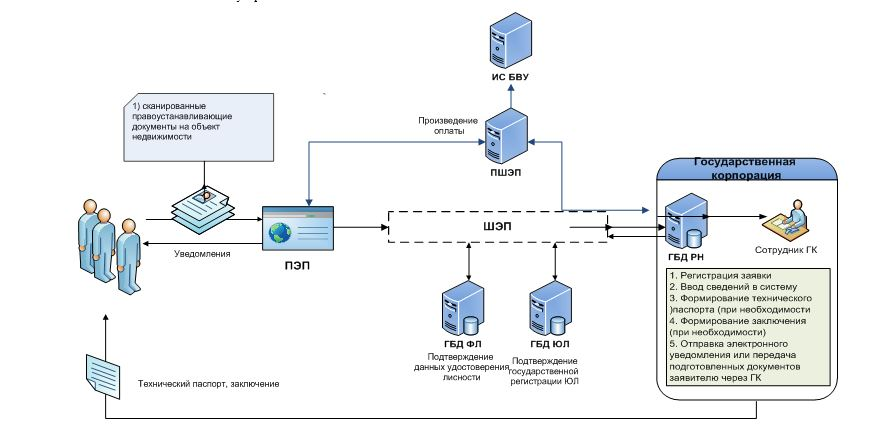 ИС БВУ
1) сканированные
правоустанавливающие
документы на объект
недвижимости
Произведение
оплаты
ПШЭП
Государственная
корпорация
ШЭП
Уведомления
ПЭП
ГБД РН
Сотрудник ГК
1. Регистрация заявки
2. Ввод сведений в систему
3. Формирование технического
)паспорта (при необходимости
4. Формирование заключения
(при необходимости)
5. Отправка электронного
уведомления или передача
подготовленных документов
заявителю через ГК
ГБД ФЛ
Подтверждение
данных удостоверения
лисности
ГБД ЮЛ
Подтверждение
государственной
регистрации ЮЛ
Технический паспорт, заключение